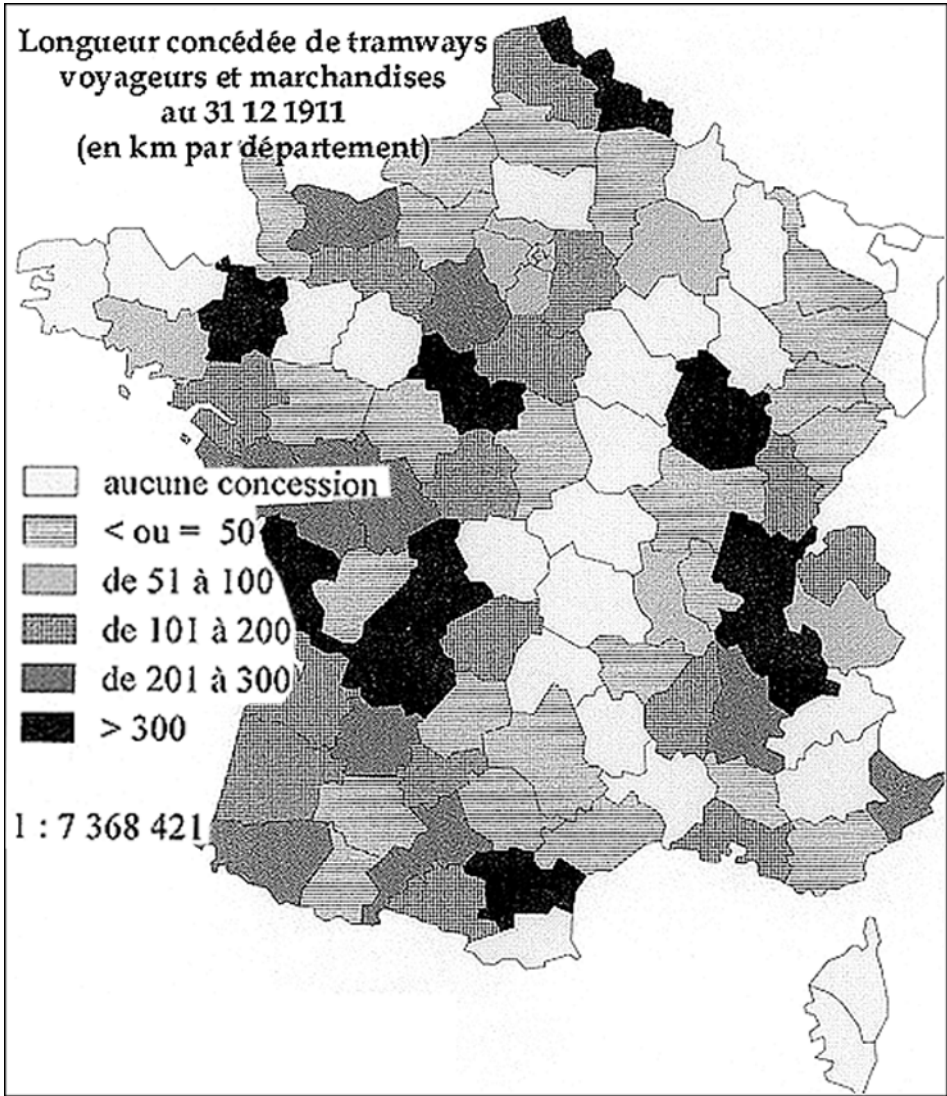 Longueur concédée de tramways
voyageurs et marchandises
au 31 12 1911
(en km par département)
aucune concession
< ou = 50
de 51 à 100
de 101 à 200
de 201 à 300
> 300
1 : 7 368 421